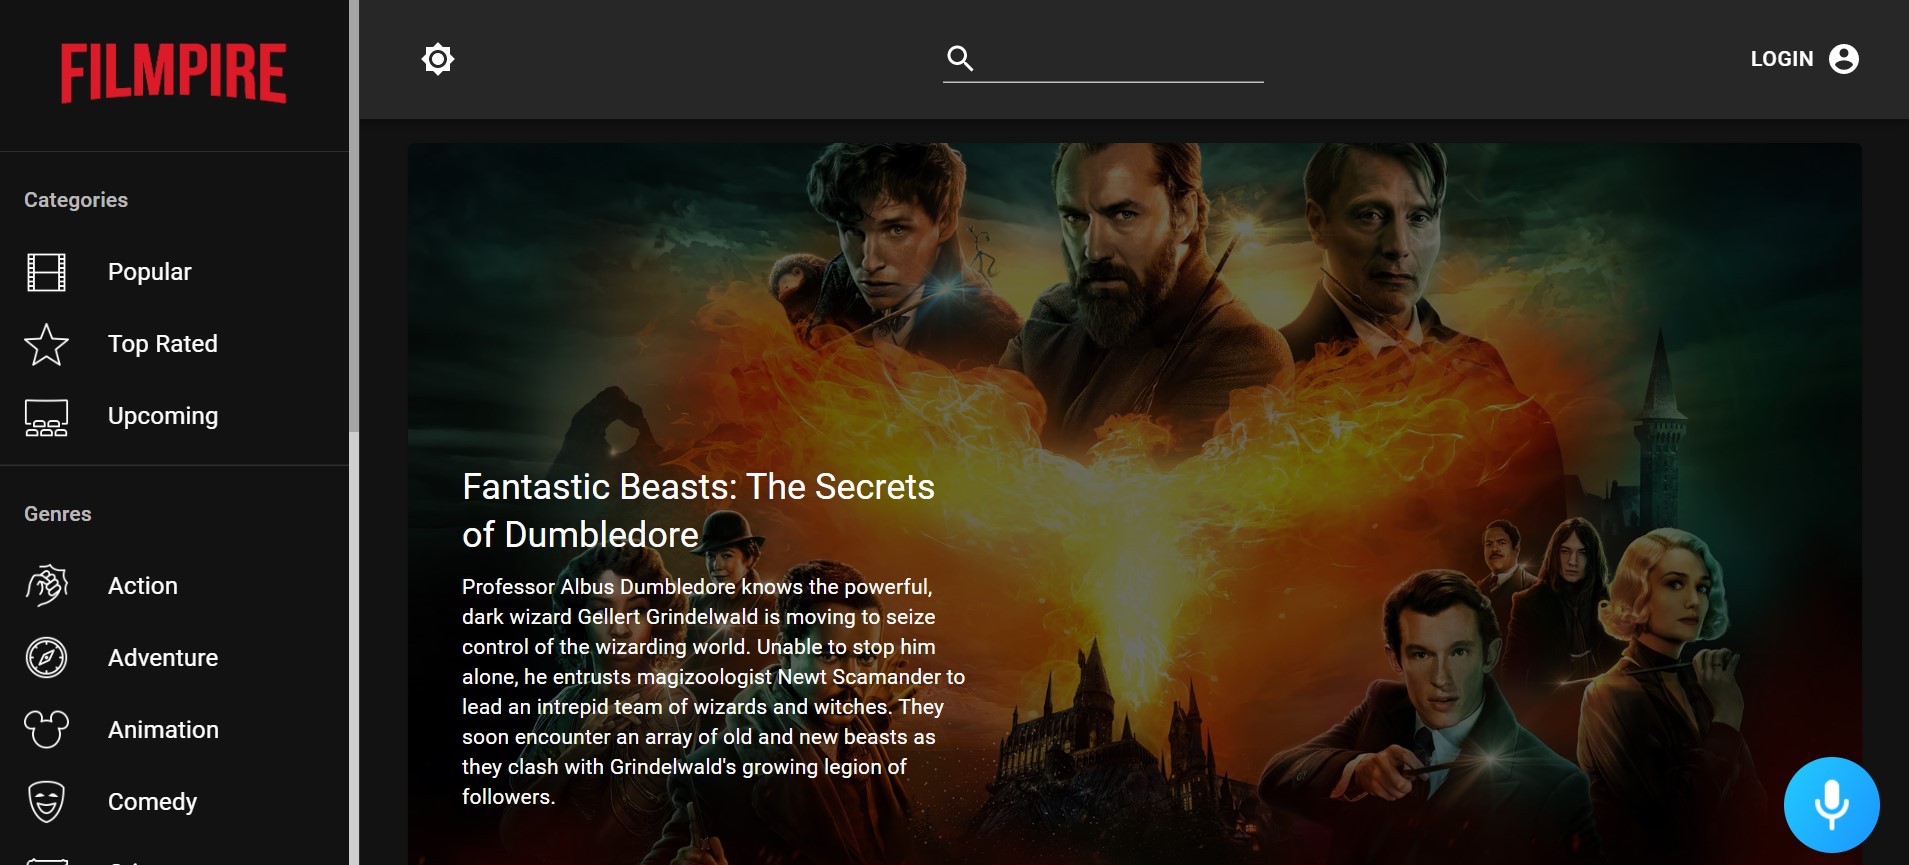 FILMPIRE
LOGIN
Categories
Popular
Top Rated
Upcoming
Genres
Action
Adventure
Animation
Comedy
Fantastic Beasts: The Secrets
of Dumbledore
Professor Albus Dumbledore knows the powerful,
dark wizard Gellert Grindelwald is moving to seize
control of the wizarding world. Unable to stop him
alone, he entrusts magizoologist Newt Scamander to
lead an intrepid team of wizards and witches. They
soon encounter an array of old and new beasts as
they clash with Grindelwald's growing legion of
followers.